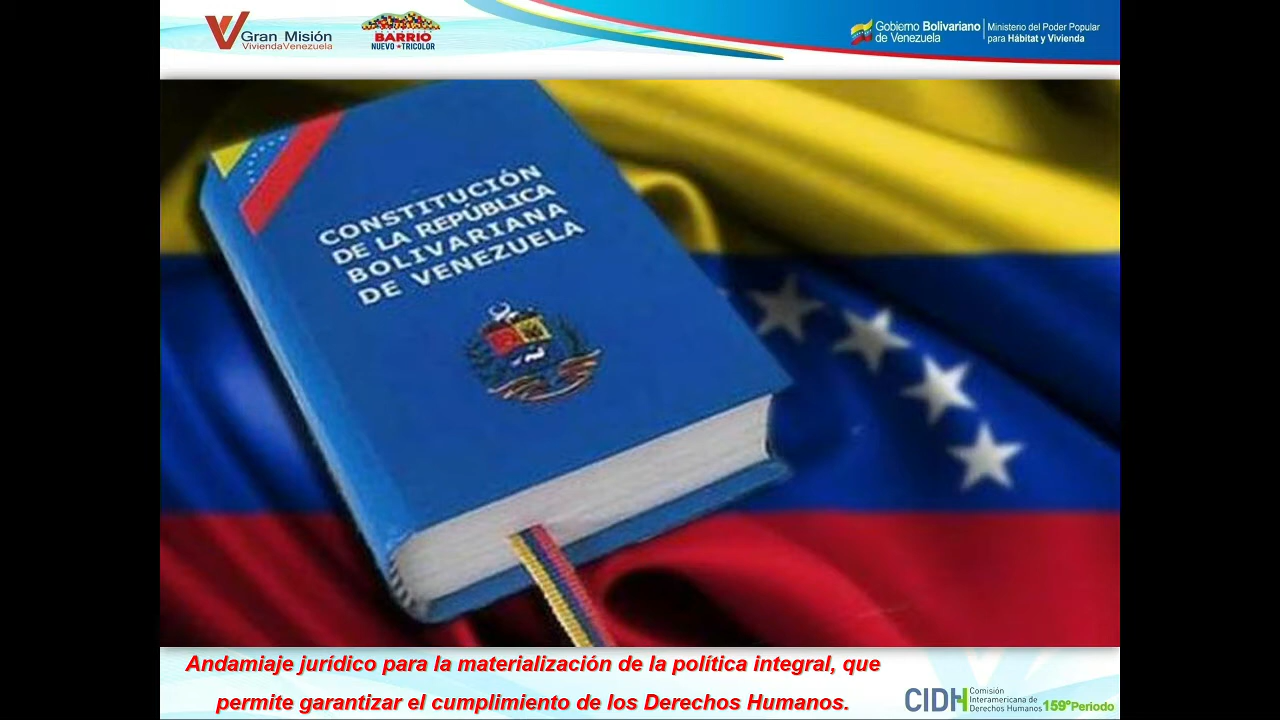 Gran Misión
ViviendaVenezuela
BARRIO
NUEVO TRICOLOR
Gobierno Bolivariano
de Venezuela
Ministerio del Poder Popular
para Hábitat y Vivienda
CONSTITUCIÓN
DE LA REPÚBLICA
BOLIVARIANA
DE VENEZUELA
Andamiaje jurídico para la materialización de la política integral, que
permite garantizar el cumplimiento de los Derechos Humanos.
CIDH
Comisión
Interamericana de
Derechos Humanos
159°Periodo